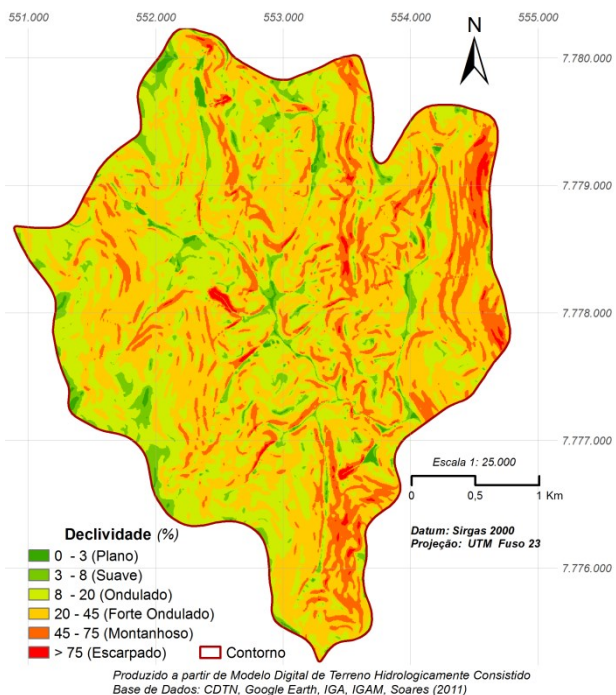 551.000 552.000 553.000 554.000 555.000
N
7.780.000
7.779.000
7.778.000
7.777.000
Escala 1: 25.000
0 0,5 1 Km
Datum: Sirgas 2000
Projeção: UTM Fuso 23
7.776.000
Declividade (%)
0 - 3 (Plano)
3 - 8 (Suave)
8 - 20 (Ondulado)
20 - 45 (Forte Ondulado)
45 - 75 (Montanhoso)
> 75 (Escarpado)
Contorno
Produzido a partir de Modelo Digital de Terreno Hidrologicamente Consistido
Base de Dados: CDTN, Google Earth, IGA, IGAM, Soares (2011)